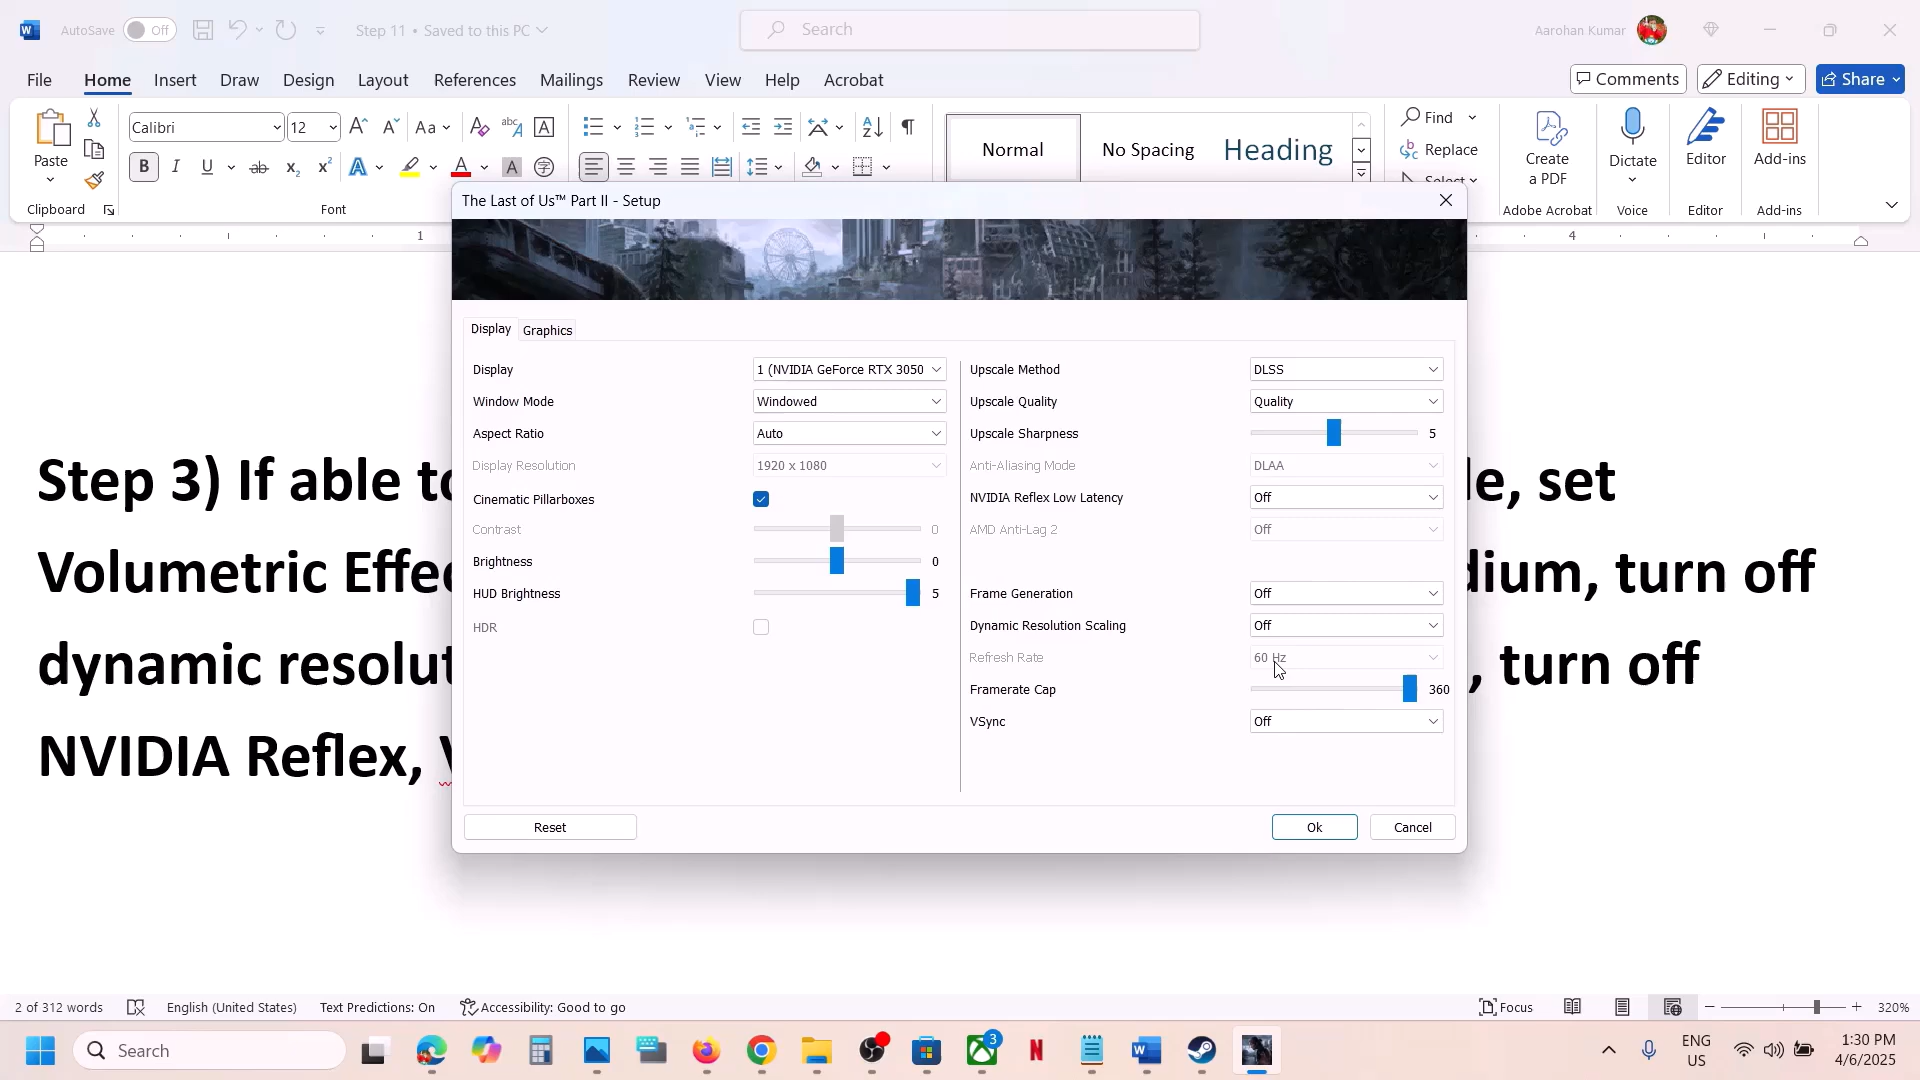 AutoSave Off Step 11 • Saved to this PC Search Aarohan Kumar
File Home Insert Draw Design Layout References Mailings Review View Help Acrobat Comments Editing Share
Paste Calibri 12 Normal No Spacing Heading Find Replace Create a PDF Dictate Editor Add-ins
Clipboard Font Adobe Acrobat Voice Editor Add-ins
1 4
The Last of Us™ Part II - Setup
Display Graphics
Display 1 (NVIDIA GeForce RTX 3050
Window Mode Windowed
Aspect Ratio Auto
Display Resolution 1920 x 1080
Cinematic Pillarboxes
Contrast 0
Brightness 0
HUD Brightness 5
HDR
Upscale Method DLSS
Upscale Quality Quality
Upscale Sharpness 5
Anti-Aliasing Mode DLAA
NVIDIA Reflex Low Latency Off
AMD Anti-Lag 2 Off
Frame Generation Off
Dynamic Resolution Scaling Off
Refresh Rate 60 Hz
Framerate Cap 360
VSync Off
Reset Ok Cancel
Step 3) If able to le, set
Volumetric Effec dium, turn off
dynamic resolut , turn off
NVIDIA Reflex,
2 of 312 words English (United States) Text Predictions: On Accessibility: Good to go Focus 320%
Search 3 ENG US 1:30 PM 4/6/2025